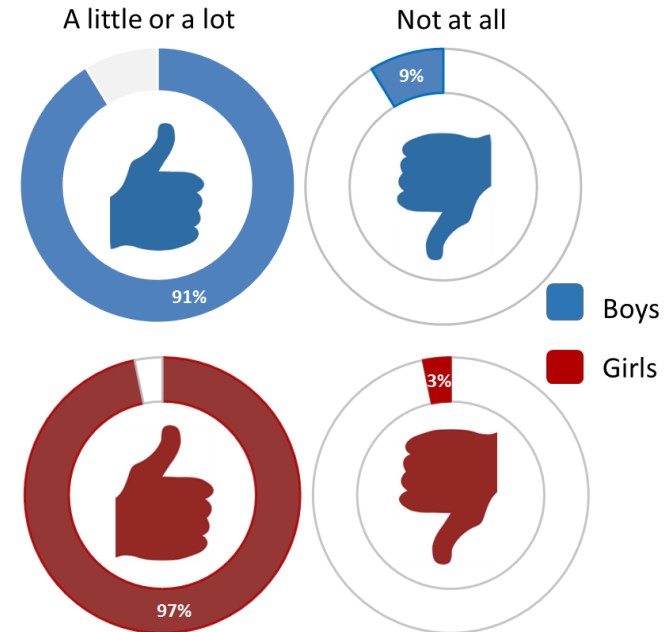 A little or a lot
Not at all
9%
91%
Boys
Girls
3%
97%